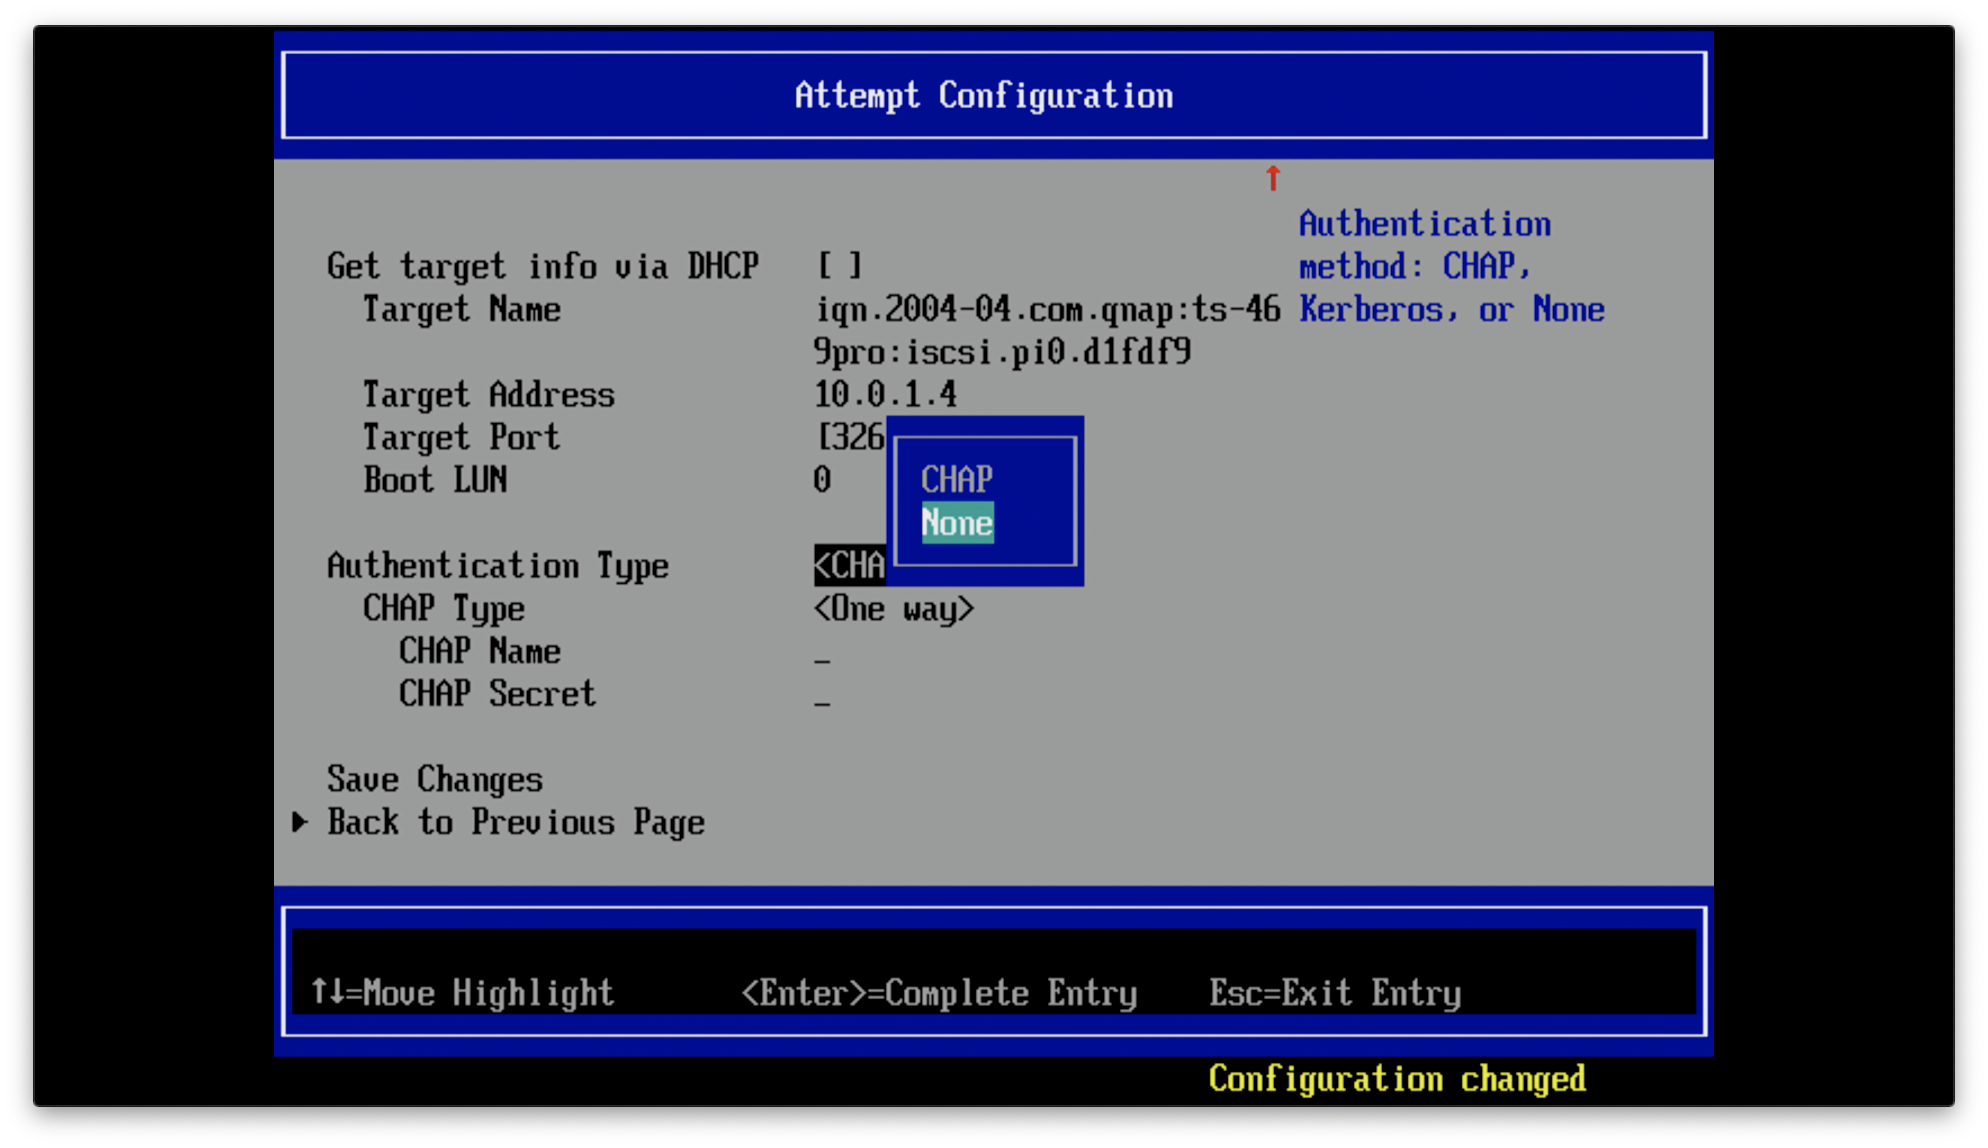 Attempt Configuration
↑
Authentication
Get target info via DHCP [ ] method: CHAP,
Target Name iqn.2004-04.com.qnap:ts-46 Kerberos, or None
9pro:iscsi.pi0.d1fdf9
Target Address 10.0.1.4
Target Port [326
Boot LUN 0 CHAP
None
Authentication Type <CHA
CHAP Type <One way>
CHAP Name _
CHAP Secret _
Save Changes
Back to Previous Page
↑↓=Move Highlight <Enter>=Complete Entry Esc=Exit Entry
Configuration changed